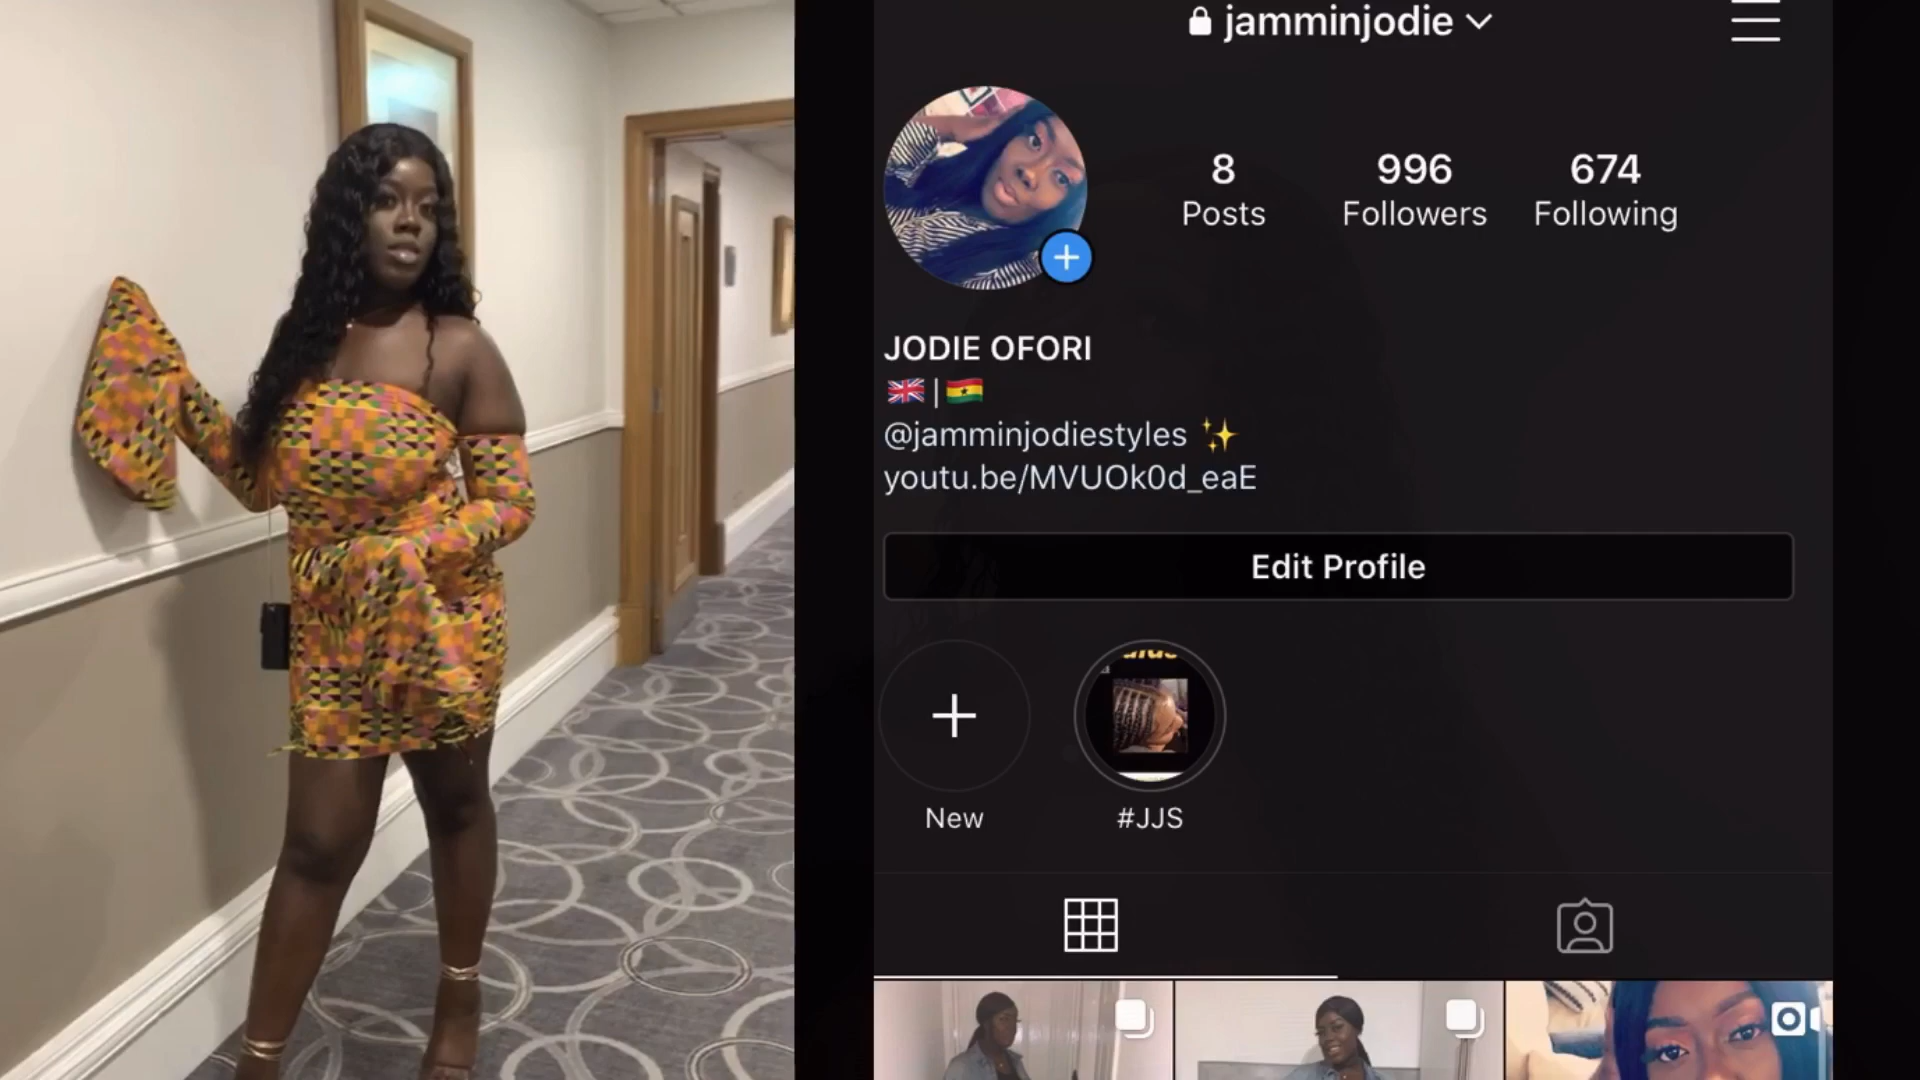 jamminjodie
8 996 674
Posts Followers Following
JODIE OFORI
🇬🇧 | 🇬🇭
@jamminjodiestyles ✨
youtu.be/MVUOk0d_eaE
Edit Profile
New #JJS